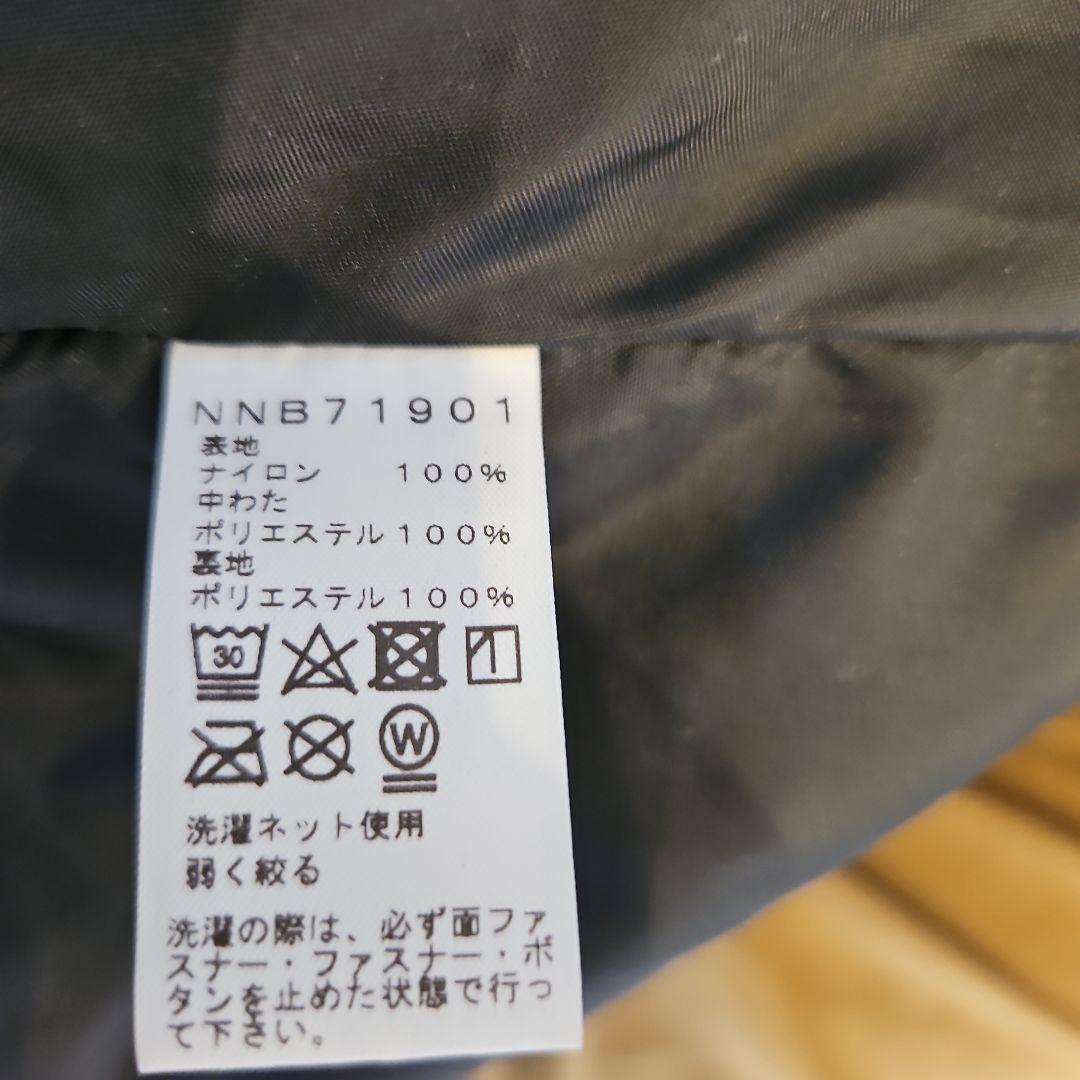 NNB71901
表地
ナイロン 100%
中わた
ポリエステル100%
裏地
ポリエステル100%
30
W
洗濯ネット使用
弱く絞る
洗濯の際は、必ず面ファ
スナー・ファスナー・ボ
タンを止めた状態で行っ
て下さい。